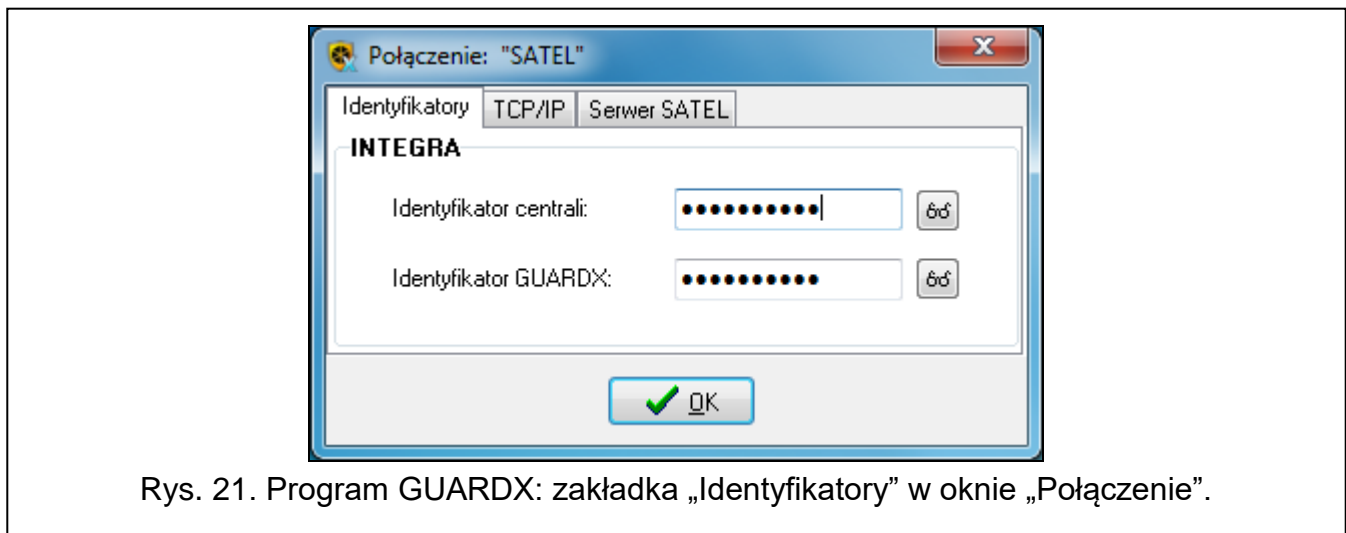 Połączenie: "SATEL"
Identyfikatory TCP/IP Serwer SATEL
INTEGRA
Identyfikator centrali: ●●●●●●●●●●
Identyfikator GUARDX: ●●●●●●●●●●
OK
Rys. 21. Program GUARDX: zakładka „Identyfikatory” w oknie „Połączenie”.